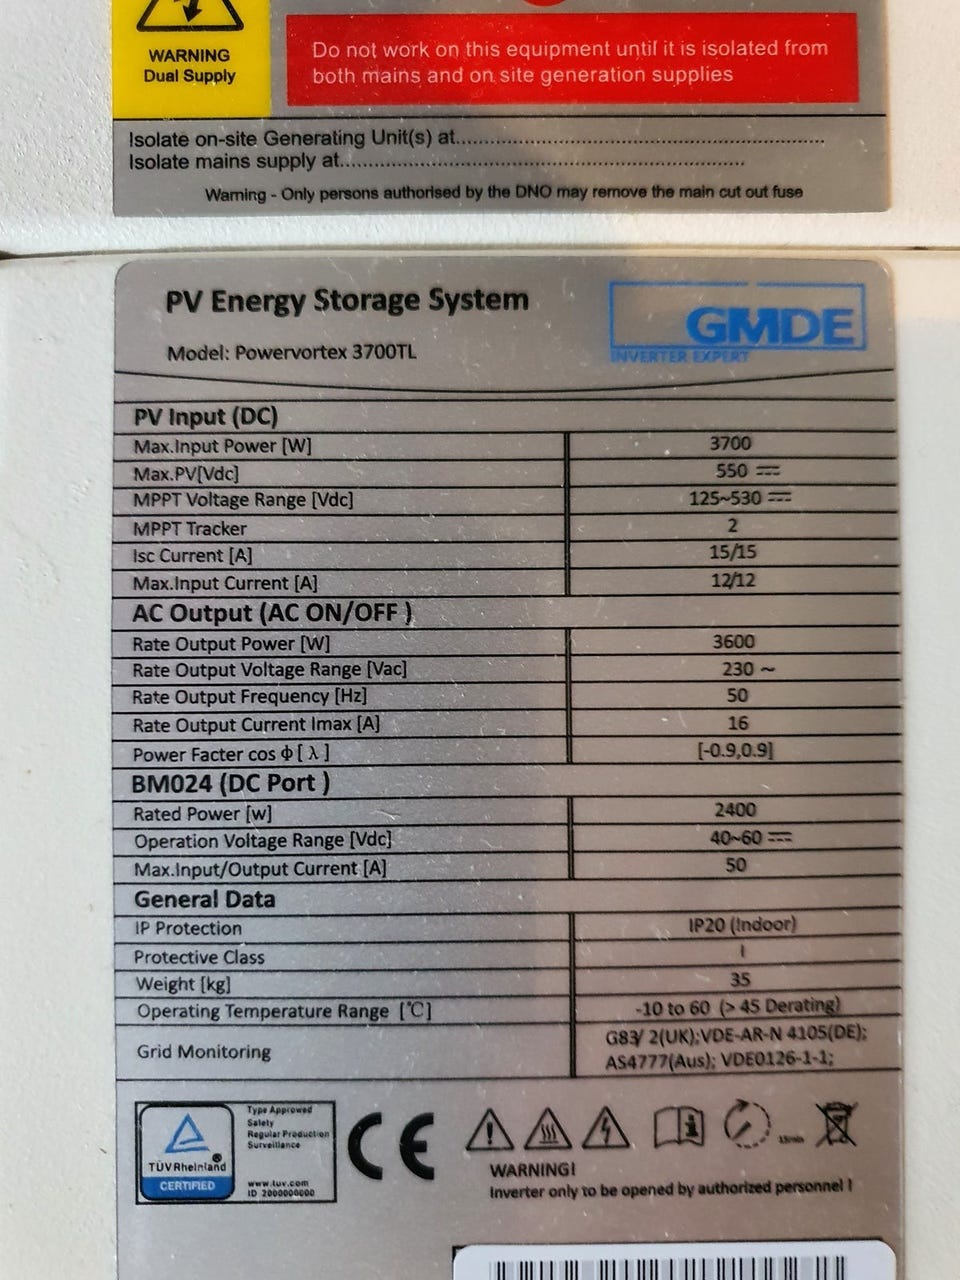 WARNING
Dual Supply
Do not work on this equipment until it is isolated from
both mains and on site generation supplies
Isolate on-site Generating Unit(s) at..........................................................................
Isolate mains supply at..........................................................................
Warning - Only persons authorised by the DNO may remove the main cut out fuse
PV Energy Storage System
GMDE
INVERTER EXPERT
Model: Powervortex 3700TL
PV Input (DC)
Max.Input Power [W] 3700
Max.PV[Vdc] 550 ⎓
MPPT Voltage Range [Vdc] 125~530 ⎓
MPPT Tracker 2
Isc Current [A] 15/15
Max.Input Current [A] 12/12
AC Output (AC ON/OFF )
Rate Output Power [W] 3600
Rate Output Voltage Range [Vac] 230 ~
Rate Output Frequency [Hz] 50
Rate Output Current Imax [A] 16
Power Facter cos ϕ[ λ ] [-0.9,0.9]
BM024 (DC Port )
Rated Power [w] 2400
Operation Voltage Range [Vdc] 40~60 ⎓
Max.Input/Output Current [A] 50
General Data
IP Protection IP20 (Indoor)
Protective Class I
Weight [kg] 35
Operating Temperature Range [℃] -10 to 60 (> 45 Derating)
Grid Monitoring G83/ 2(UK);VDE-AR-N 4105(DE);
AS4777(Aus); VDE0126-1-1;
TÜVRheinland
CERTIFIED
Type Approved
Safety
Regular Production
Surveillance
www.tuv.com
ID 2000000000
CE
15min
WARNING!
Inverter only to be opened by authorized personnel !